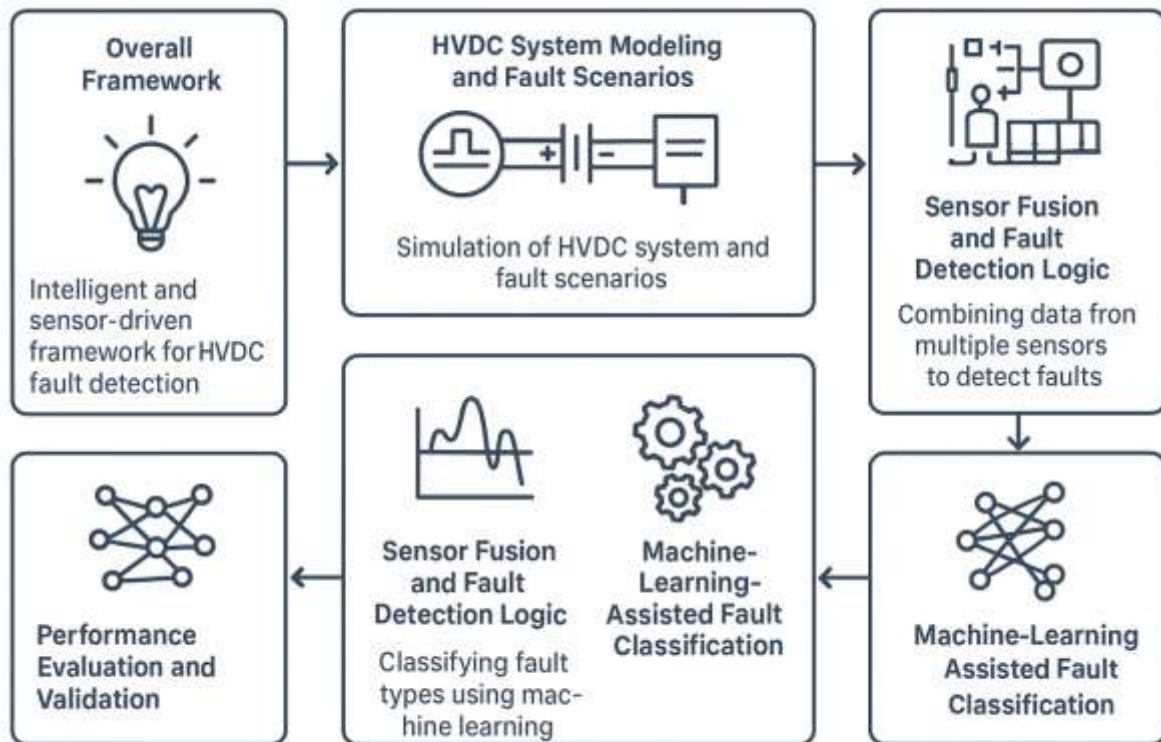 Overall
Framework
Intelligent and
sensor-driven
framework for HVDC
fault detection
HVDC System Modeling
and Fault Scenarios
+ −
Simulation of HVDC system and
fault scenarios
Sensor Fusion
and Fault
Detection Logic
Combining data fron
multiple sensors
to detect faults
Machine-Learning
Assisted Fault
Classification
Sensor Fusion
and Fault
Detection Logic
Classifying fault
types using mac-
hine learning
Machine-
Learning-
Assisted Fault
Classification
Performance
Evaluation and
Validation